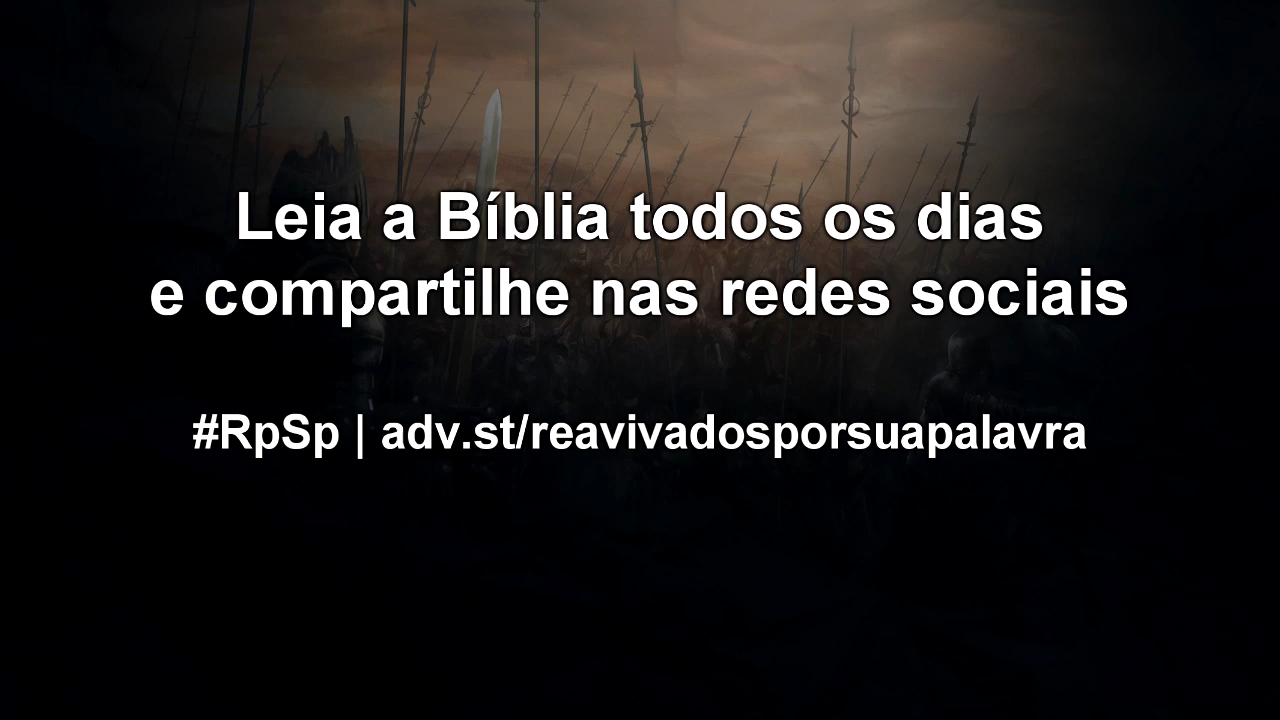 Leia a Bíblia todos os dias
e compartilhe nas redes sociais
#RpSp | adv.st/reavivadosporsuapalavra